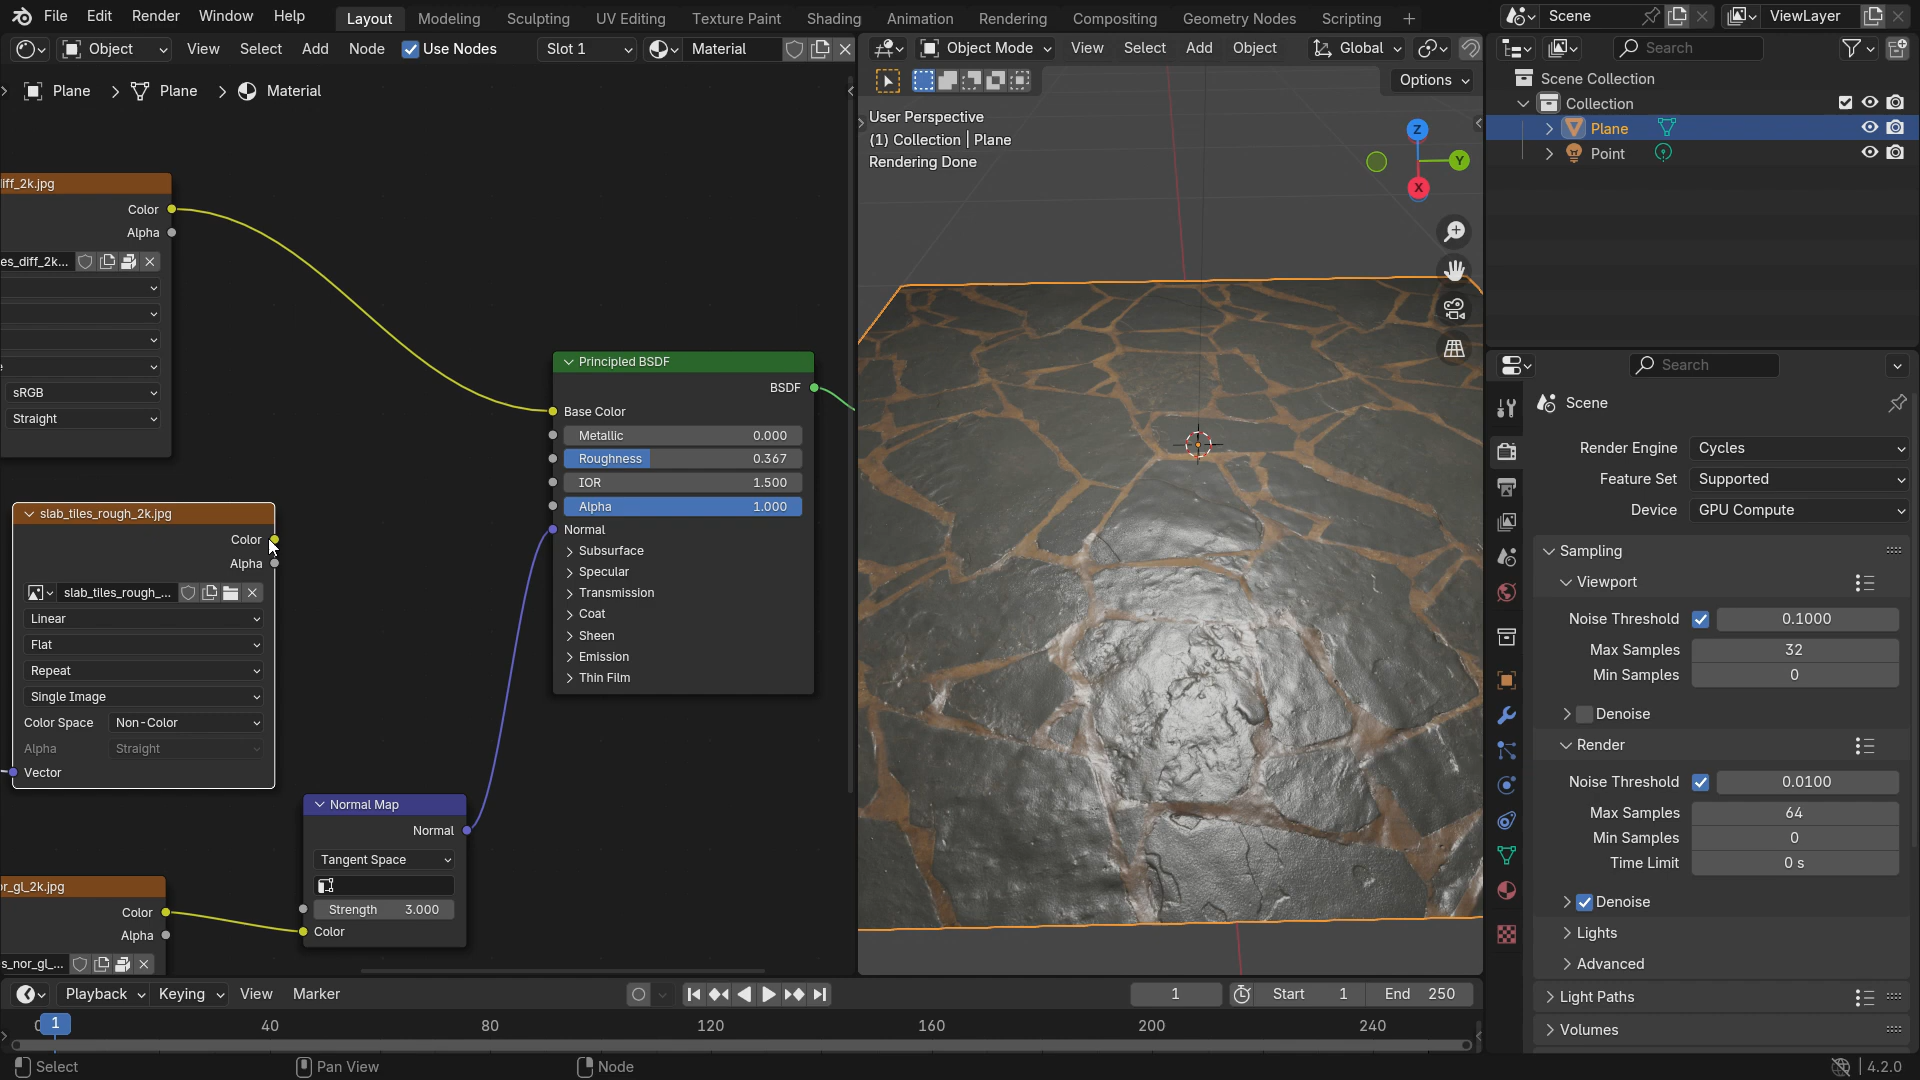 File Edit Render Window Help Layout Modeling Sculpting UV Editing Texture Paint Shading Animation Rendering Compositing Geometry Nodes Scripting + Scene ViewLayer
Object View Select Add Node Use Nodes Slot 1 Material Object Mode View Select Add Object Global Search
Options
Plane > Plane > Material
User Perspective
(1) Collection | Plane
Rendering Done
Z
Y
X
Scene Collection
Collection
Plane
Point
iff_2k.jpg
Color
Alpha
es_diff_2k...
sRGB
Straight
Principled BSDF
BSDF
Base Color
Metallic 0.000
Roughness 0.367
IOR 1.500
Alpha 1.000
Normal
Subsurface
Specular
Transmission
Coat
Sheen
Emission
Thin Film
slab_tiles_rough_2k.jpg
Color
Alpha
slab_tiles_rough_...
Linear
Flat
Repeat
Single Image
Color Space Non-Color
Alpha Straight
Vector
Normal Map
Normal
Tangent Space
Strength 3.000
Color
or_gl_2k.jpg
Color
Alpha
s_nor_gl_...
Search
Scene
Render Engine Cycles
Feature Set Supported
Device GPU Compute
Sampling
Viewport
Noise Threshold 0.1000
Max Samples 32
Min Samples 0
Denoise
Render
Noise Threshold 0.0100
Max Samples 64
Min Samples 0
Time Limit 0 s
Denoise
Lights
Advanced
Light Paths
Volumes
Playback Keying View Marker 1 Start 1 End 250
1 40 80 120 160 200 240
Select Pan View Node 4.2.0